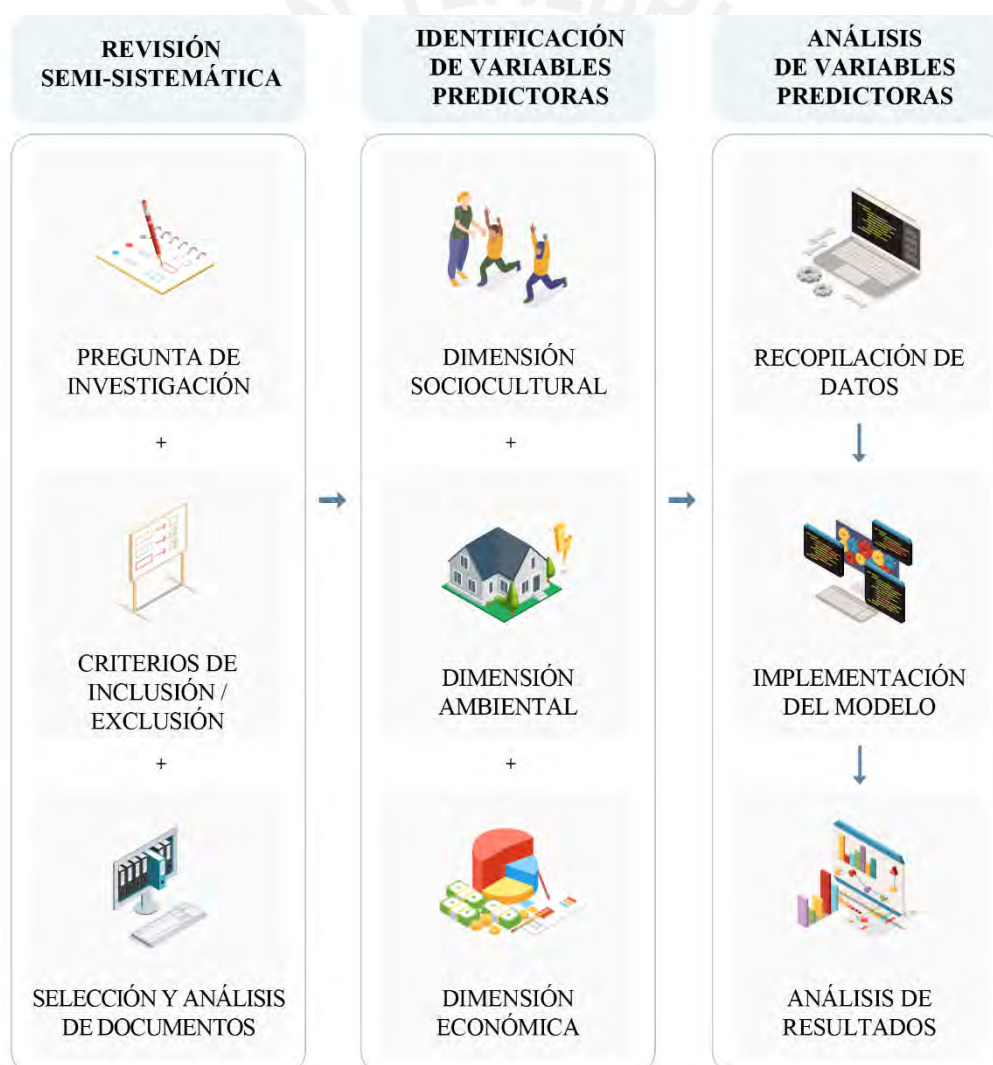 REVISIÓN
SEMI-SISTEMÁTICA
PREGUNTA DE
INVESTIGACIÓN
+
CRITERIOS DE
INCLUSIÓN /
EXCLUSIÓN
+
SELECCIÓN Y ANÁLISIS
DE DOCUMENTOS
IDENTIFICACIÓN
DE VARIABLES
PREDICTORAS
DIMENSIÓN
SOCIOCULTURAL
+
DIMENSIÓN
AMBIENTAL
+
DIMENSIÓN
ECONÓMICA
ANÁLISIS
DE VARIABLES
PREDICTORAS
RECOPILACIÓN DE
DATOS
IMPLEMENTACIÓN
DEL MODELO
ANÁLISIS DE
RESULTADOS